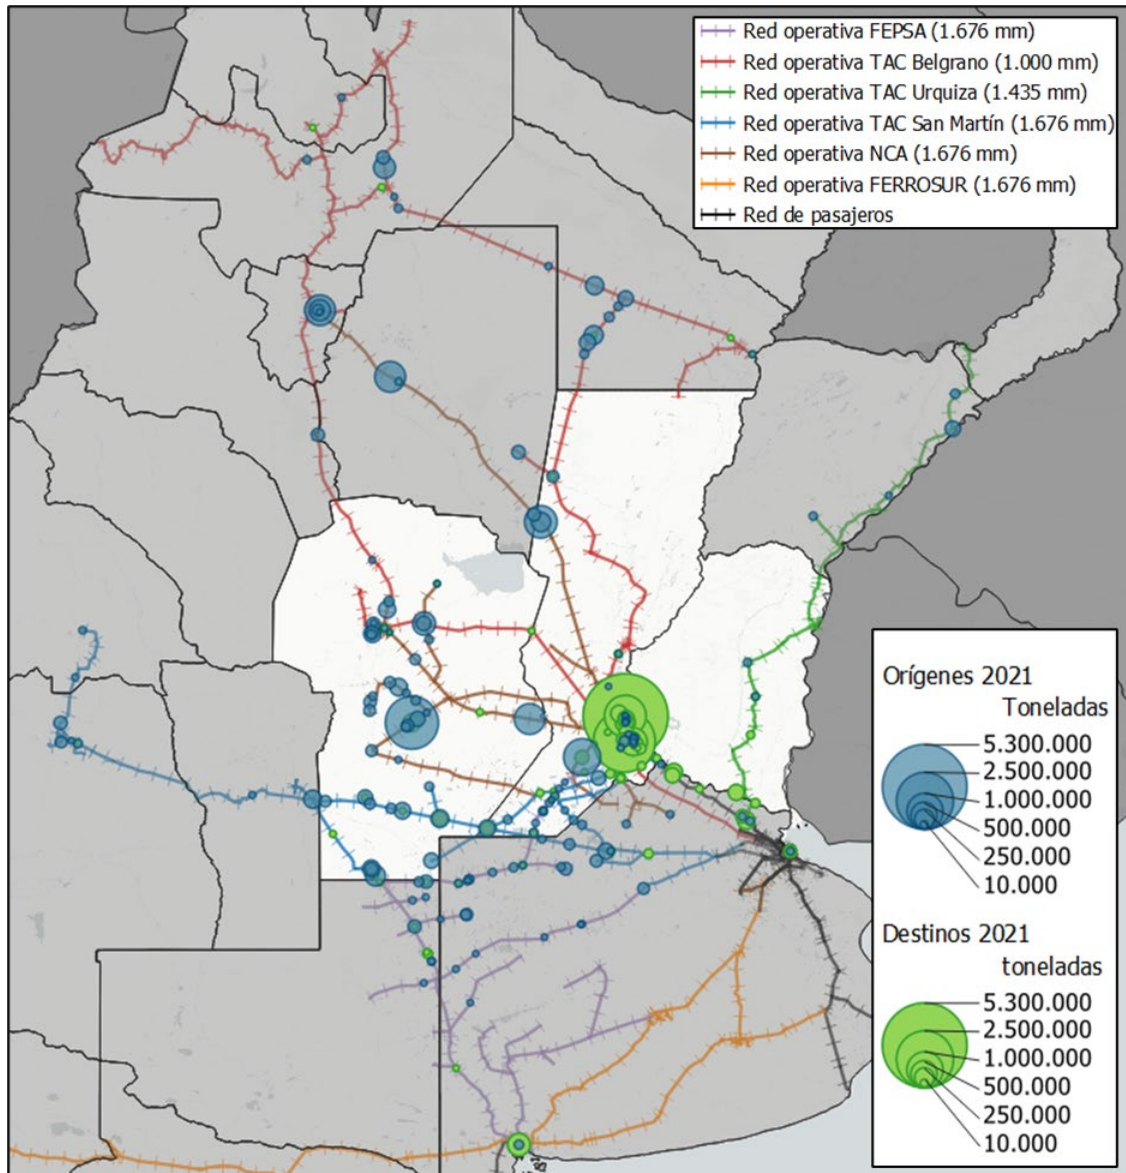 Red operativa FEPSA (1.676 mm)
Red operativa TAC Belgrano (1.000 mm)
Red operativa TAC Urquiza (1.435 mm)
Red operativa TAC San Martín (1.676 mm)
Red operativa NCA (1.676 mm)
Red operativa FERROSUR (1.676 mm)
Red de pasajeros
Orígenes 2021
Toneladas
5.300.000
2.500.000
1.000.000
500.000
250.000
10.000
Destinos 2021
toneladas
5.300.000
2.500.000
1.000.000
500.000
250.000
10.000